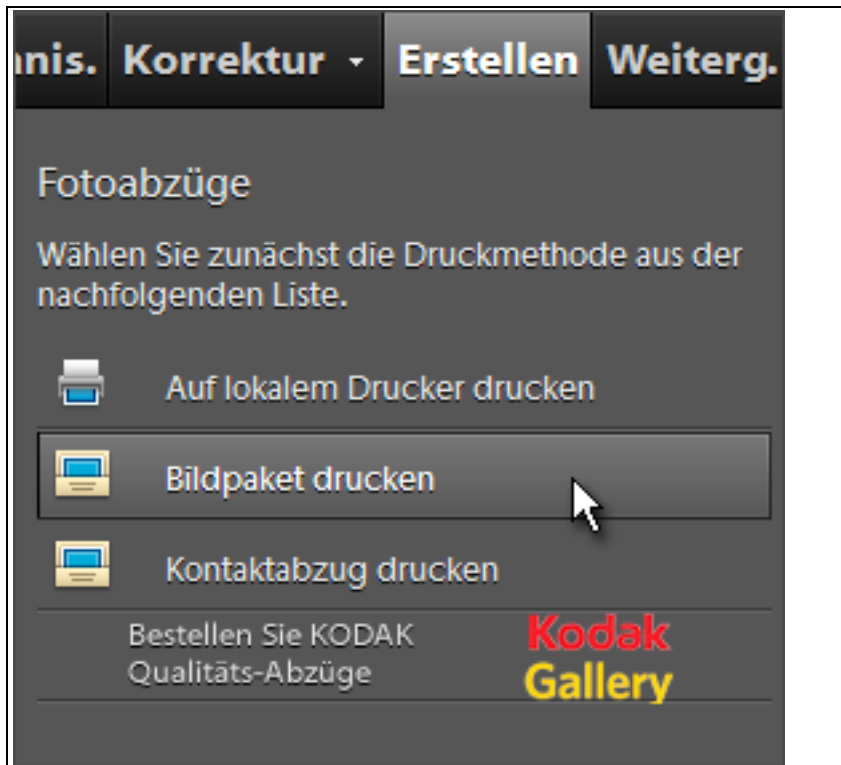 nnis. Korrektur Erstellen Weiterg.
Fotoabzüge
Wählen Sie zunächst die Druckmethode aus der
nachfolgenden Liste.
Auf lokalem Drucker drucken
Bildpaket drucken
Kontaktabzug drucken
Bestellen Sie KODAK
Qualitäts-Abzüge
Kodak
Gallery